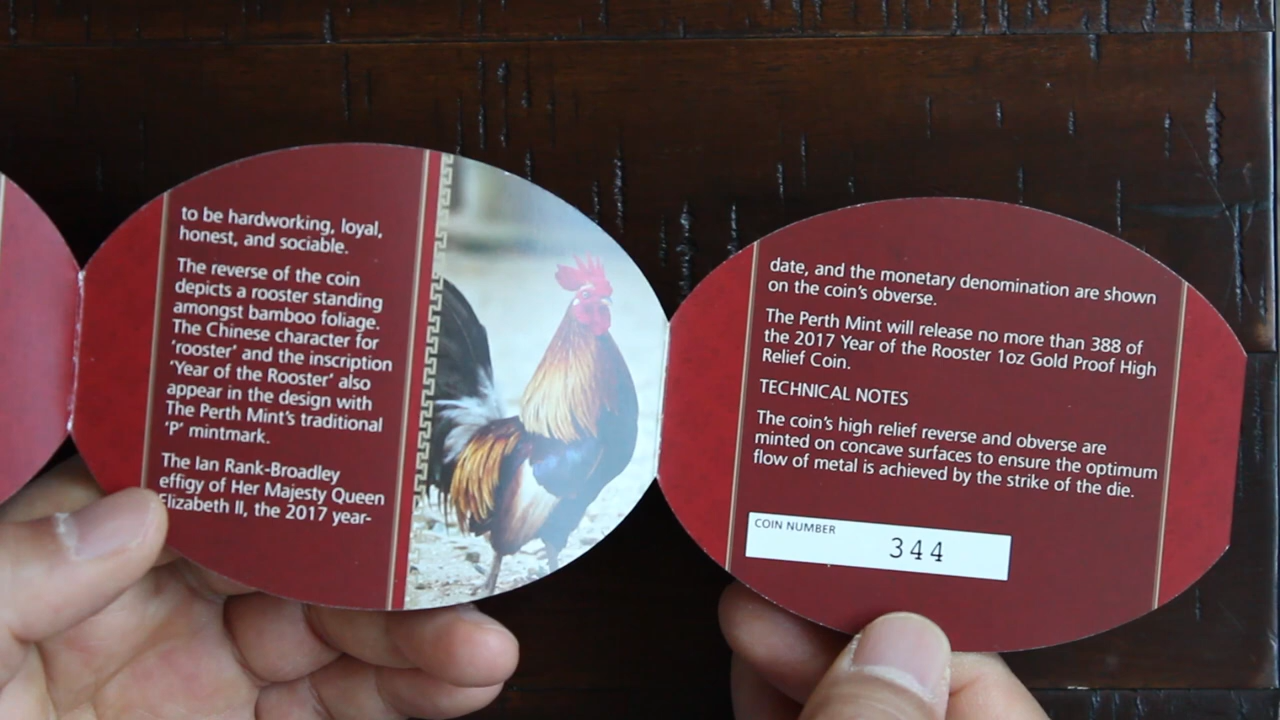 to be hardworking, loyal,
honest, and sociable.
The reverse of the coin
depicts a rooster standing
amongst bamboo foliage.
The Chinese character for
'rooster' and the inscription
'Year of the Rooster' also
appear in the design with
The Perth Mint's traditional
'P' mintmark.
The Ian Rank-Broadley
effigy of Her Majesty Queen
Elizabeth II, the 2017 year-
date, and the monetary denomination are shown
on the coin's obverse.
The Perth Mint will release no more than 388 of
the 2017 Year of the Rooster 1oz Gold Proof High
Relief Coin.
TECHNICAL NOTES
The coin's high relief reverse and obverse are
minted on concave surfaces to ensure the optimum
flow of metal is achieved by the strike of the die.
COIN NUMBER
344